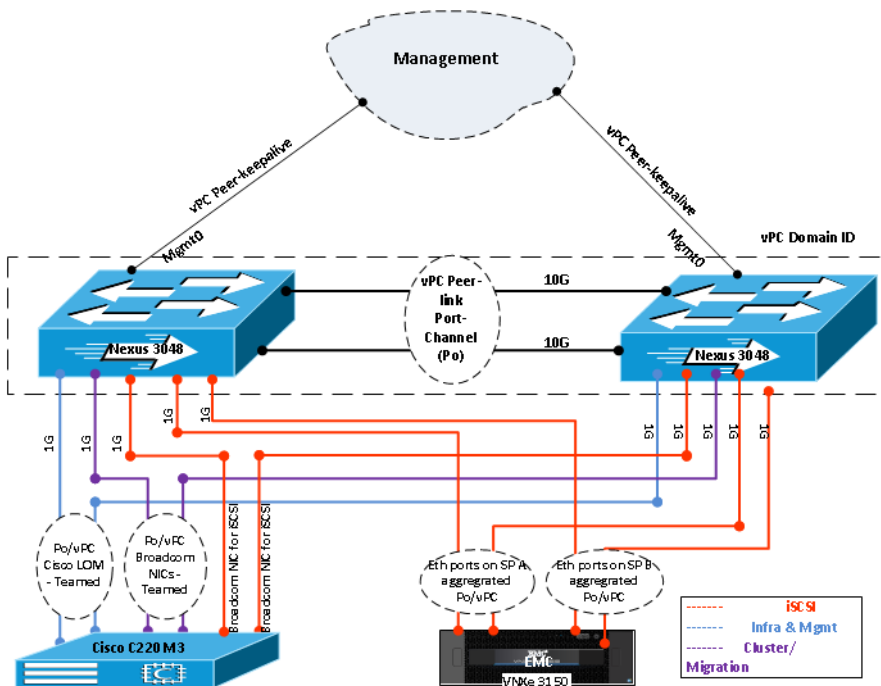 Management
vPC Peer-keepalive
vPC Peer-keepalive
Mgmt0
Mgmt0
vPC Domain ID
vPC Peer-
link
Port-
Channel
(Po)
10G
10G
Nexus 3048
Nexus 3048
1G
1G
1G
1G
1G
1G
1G
1G
1G
1G
Po/vPC
Cisco LOM
- Teamed
Po/vPC
Broadcom
NICs-
Teamed
Broadcom NIC for iSCSI
Broadcom NIC for iSCSI
Eth ports on SP A
aggregrated
Po/vPC
Eth ports on SP B
aggregrated
Po/vPC
Cisco C220 M3
EMC
VNXe 3150
iSCSI
Infra & Mgmt
Cluster/
Migration